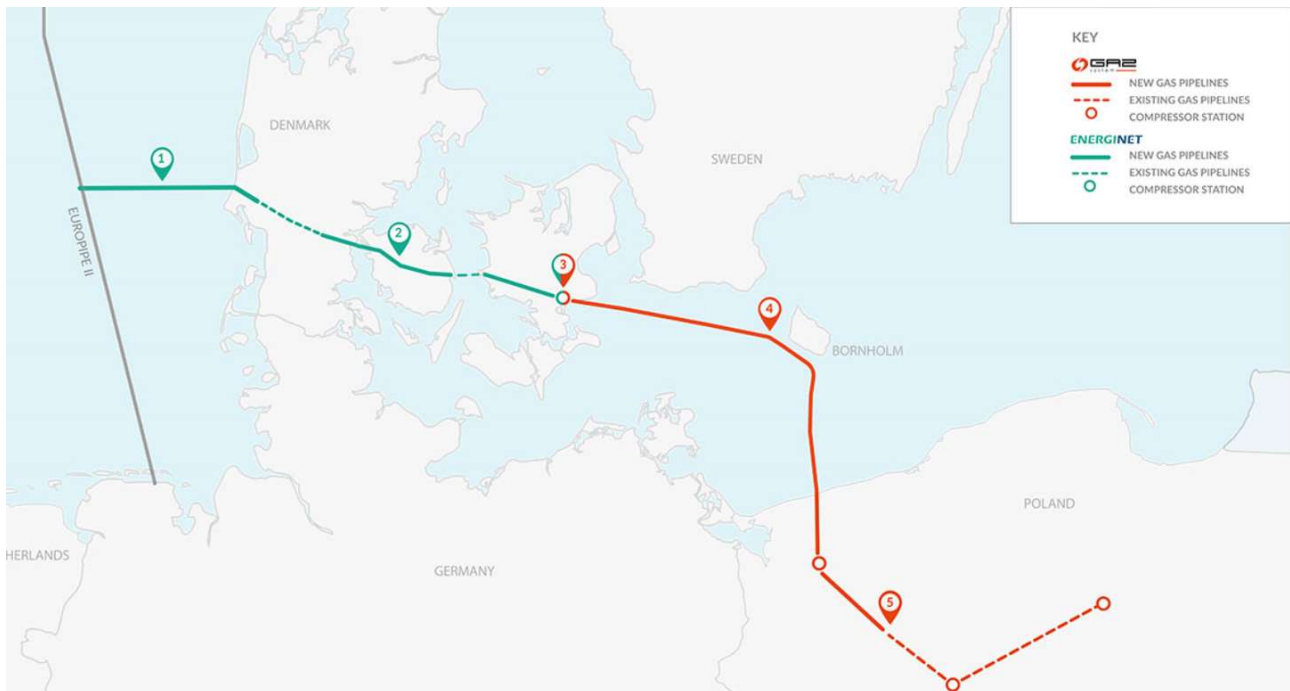 KEY
GAZ
system
NEW GAS PIPELINES
EXISTING GAS PIPELINES
COMPRESSOR STATION
ENERGINET
NEW GAS PIPELINES
EXISTING GAS PIPELINES
COMPRESSOR STATION
DENMARK
SWEDEN
1
EUROPIPE II
2
3
4
BORNHOLM
POLAND
HERLANDS
GERMANY
5